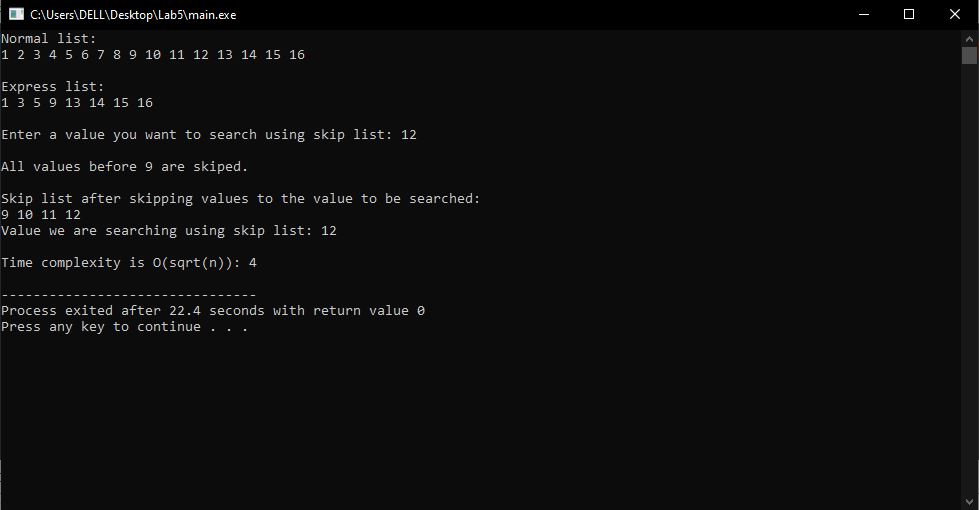 C:\Users\DELL\Desktop\Lab5\main.exe
Normal list:
1 2 3 4 5 6 7 8 9 10 11 12 13 14 15 16
Express list:
1 3 5 9 13 14 15 16
Enter a value you want to search using skip list: 12
All values before 9 are skiped.
Skip list after skipping values to the value to be searched:
9 10 11 12
Value we are searching using skip list: 12
Time complexity is O(sqrt(n)): 4
--------------------------------
Process exited after 22.4 seconds with return value 0
Press any key to continue . . .